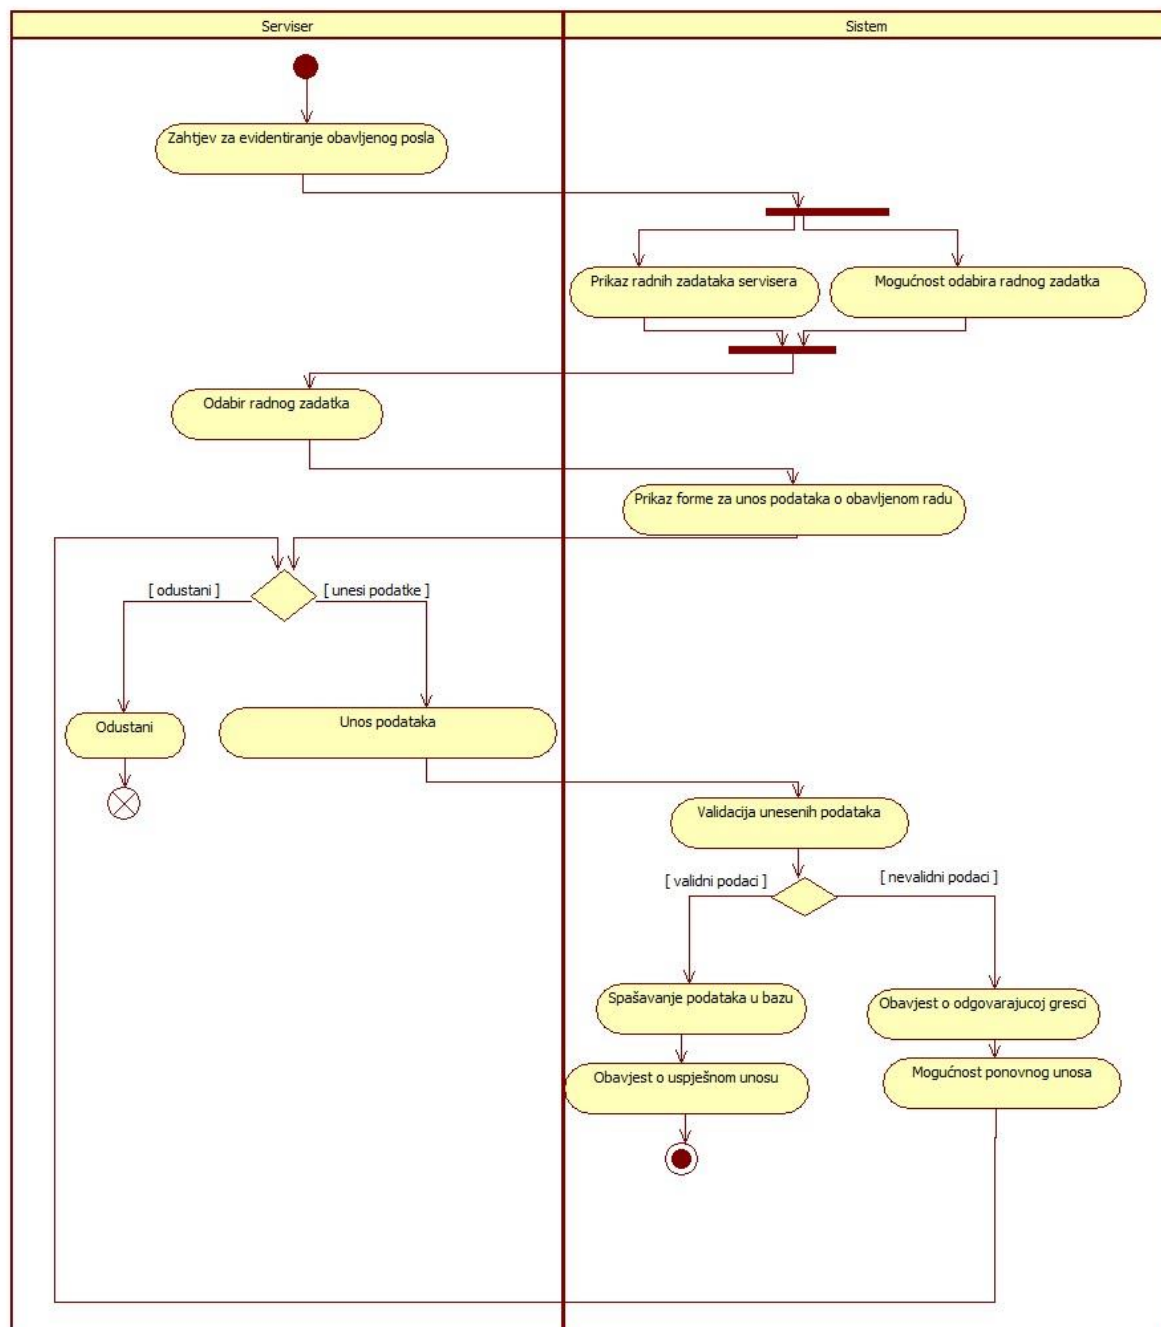 Serviser
Sistem
Zahtjev za evidentiranje obavljenog posla
Prikaz radnih zadataka servisera
Mogućnost odabira radnog zadatka
Odabir radnog zadatka
Prikaz forme za unos podataka o obavljenom radu
[ odustani ]
[ unesi podatke ]
Odustani
Unos podataka
Validacija unesenih podataka
[ validni podaci ]
[ nevalidni podaci ]
Spašavanje podataka u bazu
Obavjest o odgovarajucoj gresci
Obavjest o uspješnom unosu
Mogućnost ponovnog unosa